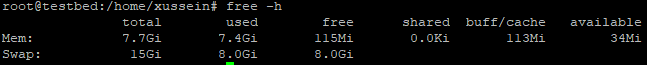 root@testbed:/home/xussein# free -h
total used free shared buff/cache available
Mem: 7.7Gi 7.4Gi 115Mi 0.0Ki 113Mi 34Mi
Swap: 15Gi 8.0Gi 8.0Gi